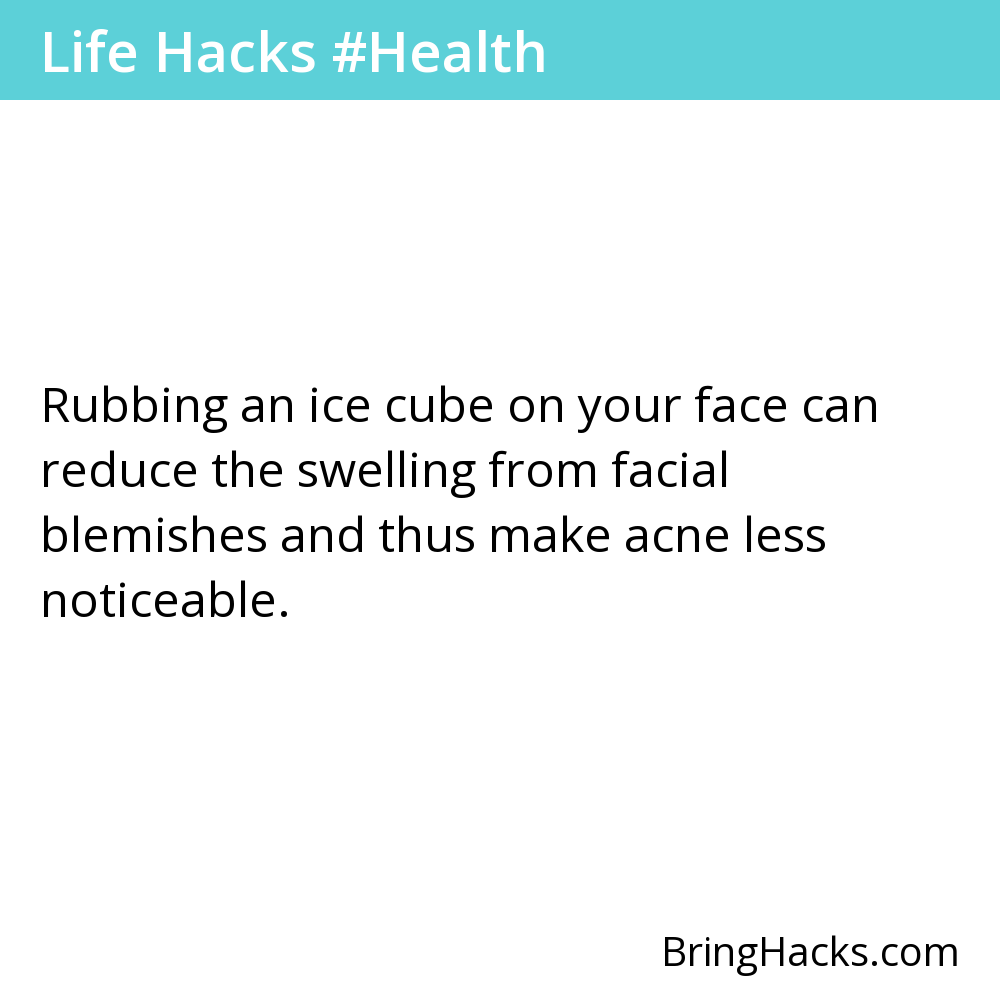 Life Hacks #Health
Rubbing an ice cube on your face can
reduce the swelling from facial
blemishes and thus make acne less
noticeable.
BringHacks.com